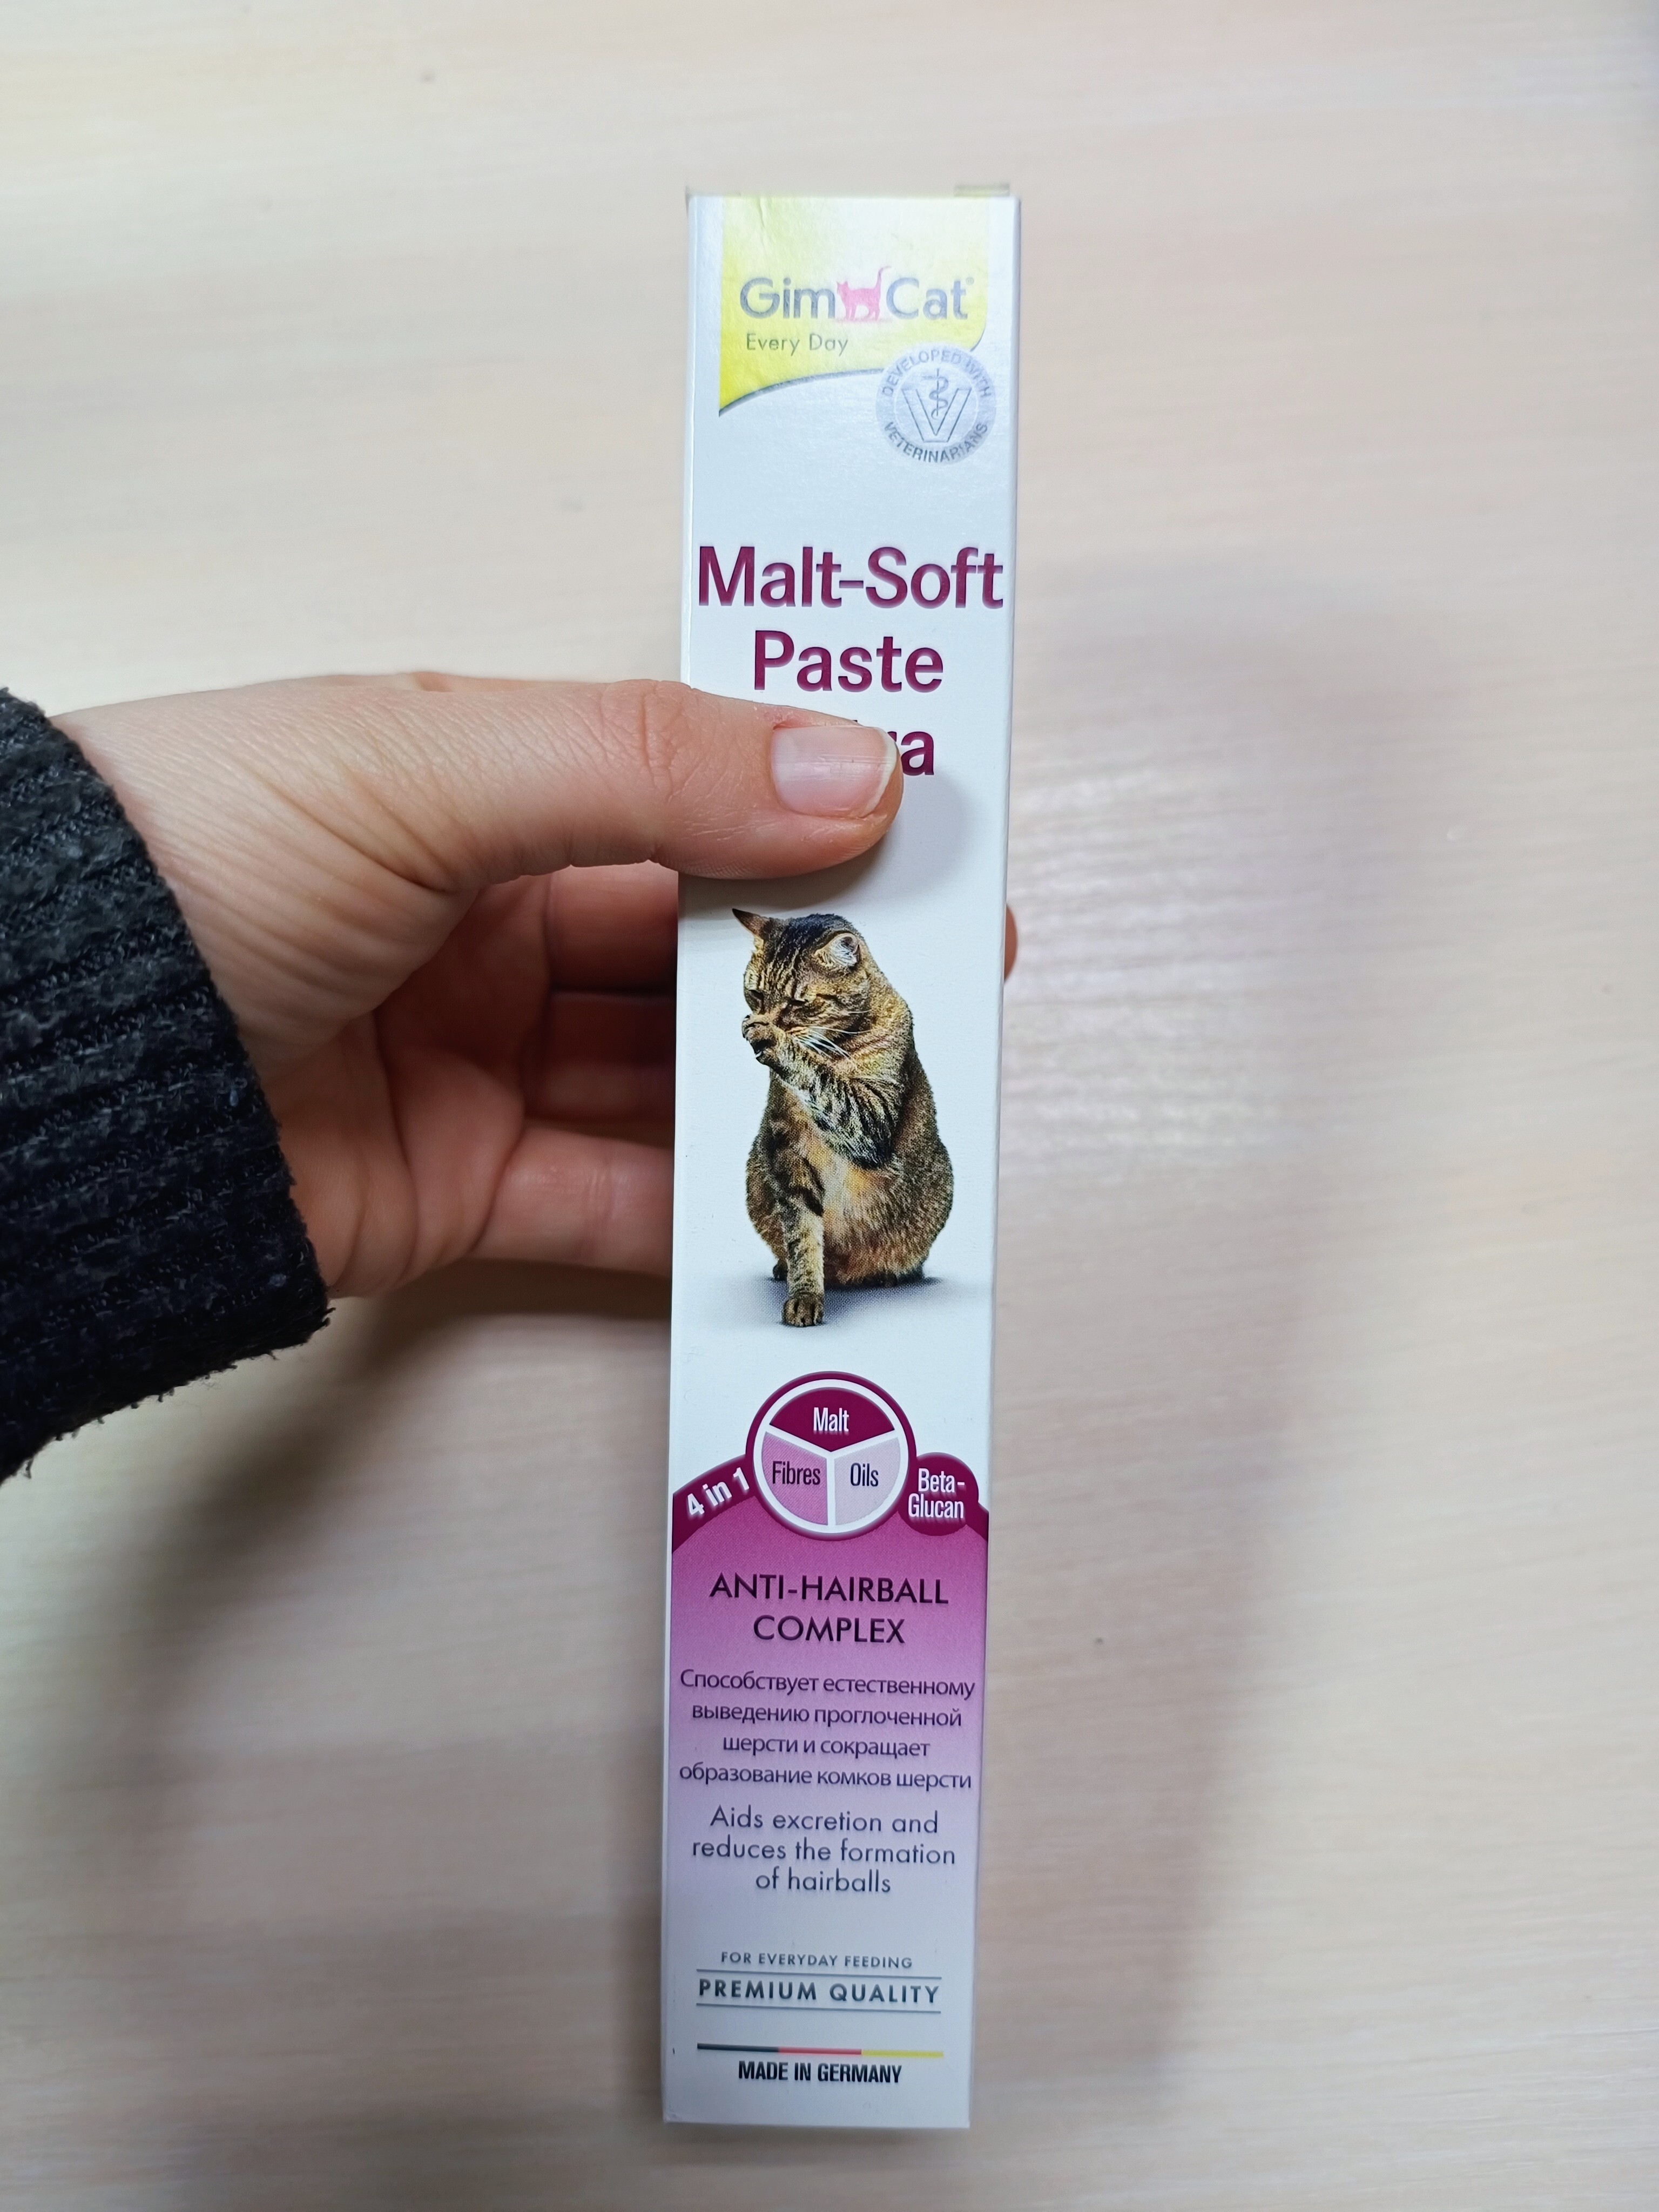 GimCat®
Every Day
DEVELOPED WITH
VETERINARIANS
Malt-Soft
Paste
Malt
Fibres
Oils
4 in 1
Beta-
Glucan
ANTI-HAIRBALL
COMPLEX
Способствует естественному
выведению проглоченной
шерсти и сокращает
образование комков шерсти
Aids excretion and
reduces the formation
of hairballs
FOR EVERYDAY FEEDING
PREMIUM QUALITY
MADE IN GERMANY